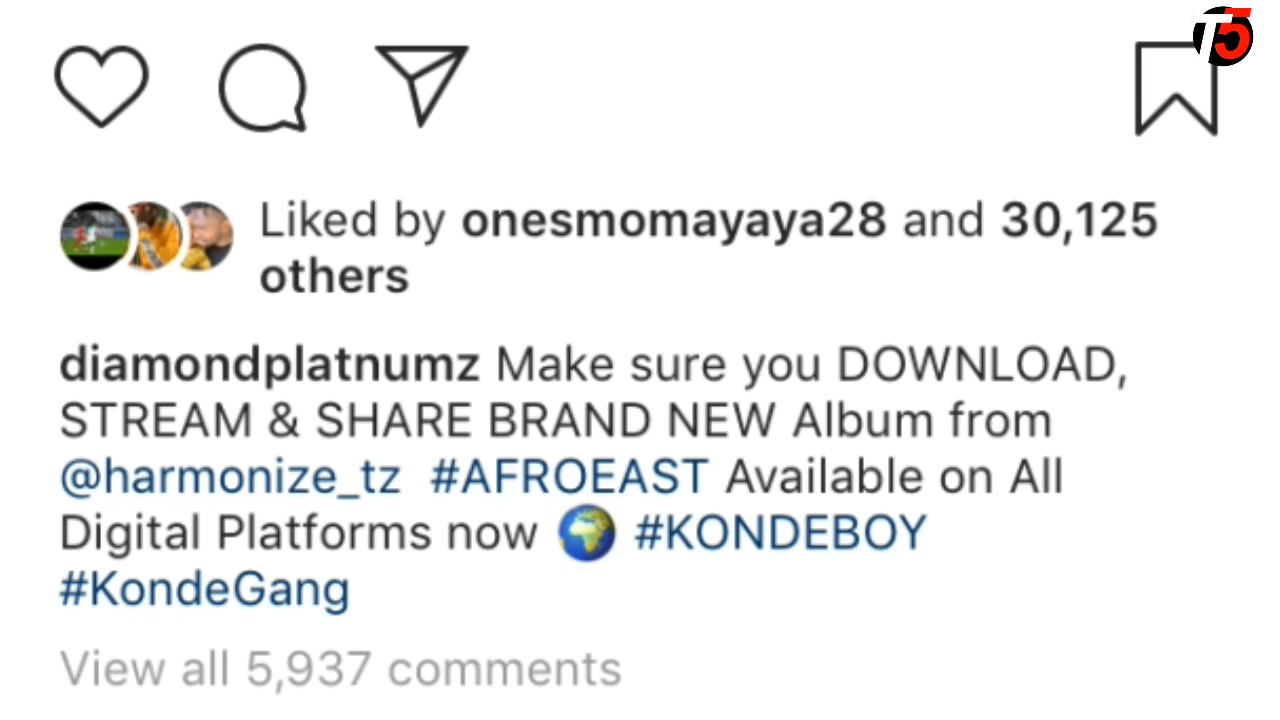 T5
Liked by onesmomayaya28 and 30,125
others
diamondplatnumz Make sure you DOWNLOAD,
STREAM & SHARE BRAND NEW Album from
@harmonize_tz #AFROEAST Available on All
Digital Platforms now 🌍 #KONDEBOY
#KondeGang
View all 5,937 comments